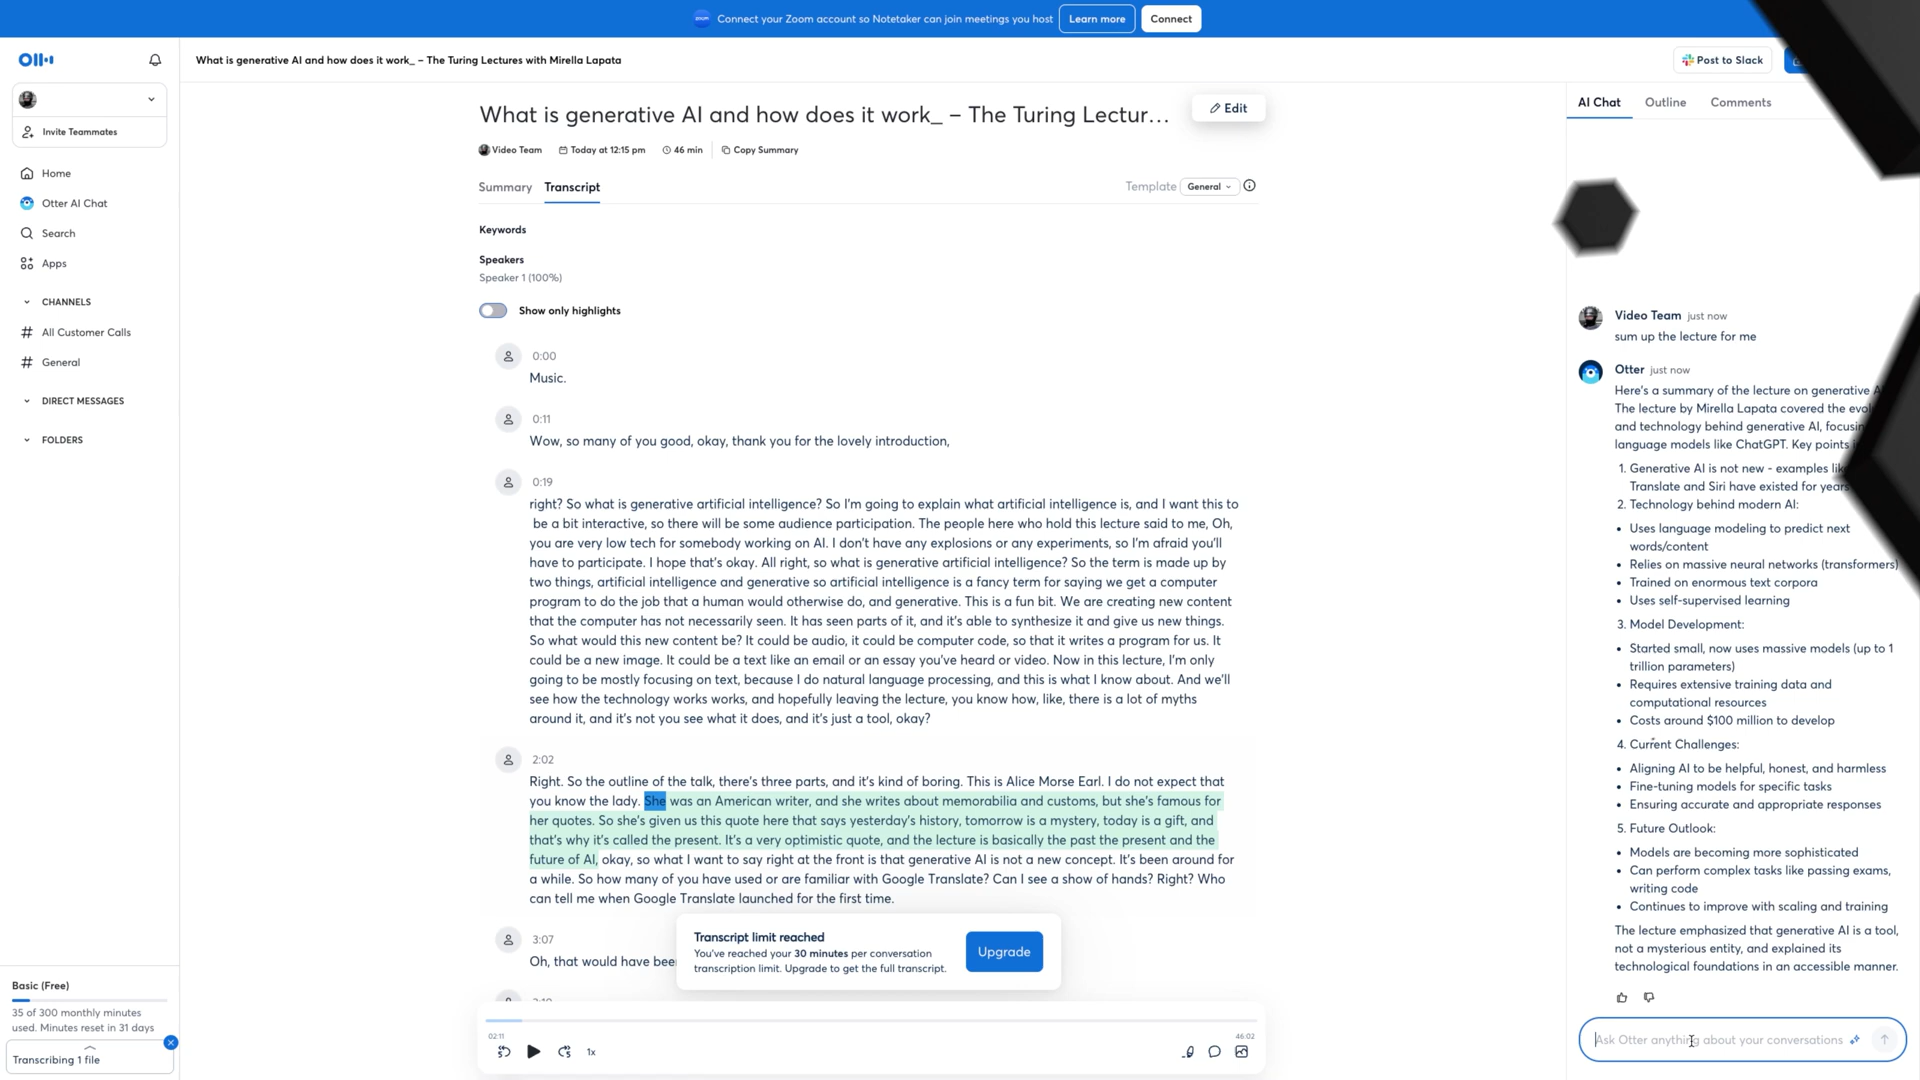 Connect your Zoom account so Notetaker can join meetings you host
Learn more
Connect
What is generative AI and how does it work_ – The Turing Lectures with Mirella Lapata
Post to Slack
Invite Teammates
Home
Otter AI Chat
Search
Apps
CHANNELS
# All Customer Calls
# General
DIRECT MESSAGES
FOLDERS
Basic (Free)
35 of 300 monthly minutes
used. Minutes reset in 31 days
Transcribing 1 file
What is generative AI and how does it work_ – The Turing Lectur...
Edit
Video Team
Today at 12:15 pm
46 min
Copy Summary
Summary
Transcript
Template
General
Keywords
Speakers
Speaker 1 (100%)
Show only highlights
0:00
Music.
0:11
Wow, so many of you good, okay, thank you for the lovely introduction,
0:19
right? So what is generative artificial intelligence? So I'm going to explain what artificial intelligence is, and I want this to
be a bit interactive, so there will be some audience participation. The people here who hold this lecture said to me, Oh,
you are very low tech for somebody working on AI. I don't have any explosions or any experiments, so I'm afraid you'll
have to participate. I hope that's okay. All right, so what is generative artificial intelligence? So the term is made up by
two things, artificial intelligence and generative so artificial intelligence is a fancy term for saying we get a computer
program to do the job that a human would otherwise do, and generative. This is a fun bit. We are creating new content
that the computer has not necessarily seen. It has seen parts of it, and it's able to synthesize it and give us new things.
So what would this new content be? It could be audio, it could be computer code, so that it writes a program for us. It
could be a new image. It could be a text like an email or an essay you've heard or video. Now in this lecture, I'm only
going to be mostly focusing on text, because I do natural language processing, and this is what I know about. And we'll
see how the technology works works, and hopefully leaving the lecture, you know how, like, there is a lot of myths
around it, and it's not you see what it does, and it's just a tool, okay?
2:02
Right. So the outline of the talk, there's three parts, and it's kind of boring. This is Alice Morse Earl. I do not expect that
you know the lady. She was an American writer, and she writes about memorabilia and customs, but she's famous for
her quotes. So she's given us this quote here that says yesterday's history, tomorrow is a mystery, today is a gift, and
that's why it's called the present. It's a very optimistic quote, and the lecture is basically the past the present and the
future of AI, okay, so what I want to say right at the front is that generative AI is not a new concept. It's been around for
a while. So how many of you have used or are familiar with Google Translate? Can I see a show of hands? Right? Who
can tell me when Google Translate launched for the first time.
3:07
Oh, that would have
Transcript limit reached
You've reached your 30 minutes per conversation
transcription limit. Upgrade to get the full transcript.
Upgrade
02:11
46:02
1x
AI Chat
Outline
Comments
Video Team just now
sum up the lecture for me
Otter just now
Here's a summary of the lecture on generative
The lecture by Mirella Lapata covered the
and technology behind generative AI,
language models like ChatGPT. Key points
1. Generative AI is not new - examples
Translate and Siri have existed for years
2. Technology behind modern AI:
• Uses language modeling to predict next
words/content
• Relies on massive neural networks (transformers)
• Trained on enormous text corpora
• Uses self-supervised learning
3. Model Development:
• Started small, now uses massive models (up to 1
trillion parameters)
• Requires extensive training data and
computational resources
• Costs around $100 million to develop
4. Current Challenges:
• Aligning AI to be helpful, honest, and harmless
• Fine-tuning models for specific tasks
• Ensuring accurate and appropriate responses
5. Future Outlook:
• Models are becoming more sophisticated
• Can perform complex tasks like passing exams,
writing code
• Continues to improve with scaling and training
The lecture emphasized that generative AI is a tool,
not a mysterious entity, and explained its
technological foundations in an accessible manner.
Ask Otter anything about your conversations